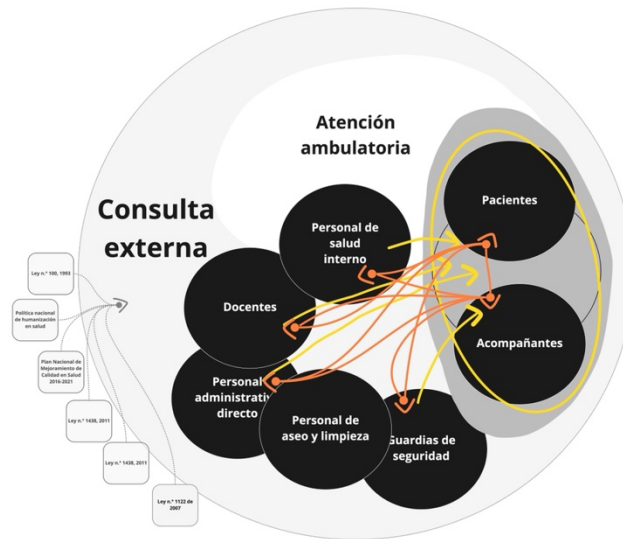 Atención
ambulatoria
Pacientes
Consulta
externa
Personal de
salud
interno
Ley n.º 100, 1993
Docentes
Política nacional
de humanización
en salud
Acompañantes
Plan Nacional de
Mejoramiento de
Calidad en Salud
2016-2021
Personal
administrativo
directo
Personal de
aseo y limpieza
Guardias de
seguridad
Ley n.º 1438, 2011
Ley n.º 1438, 2011
Ley n.º 1122 de
2007